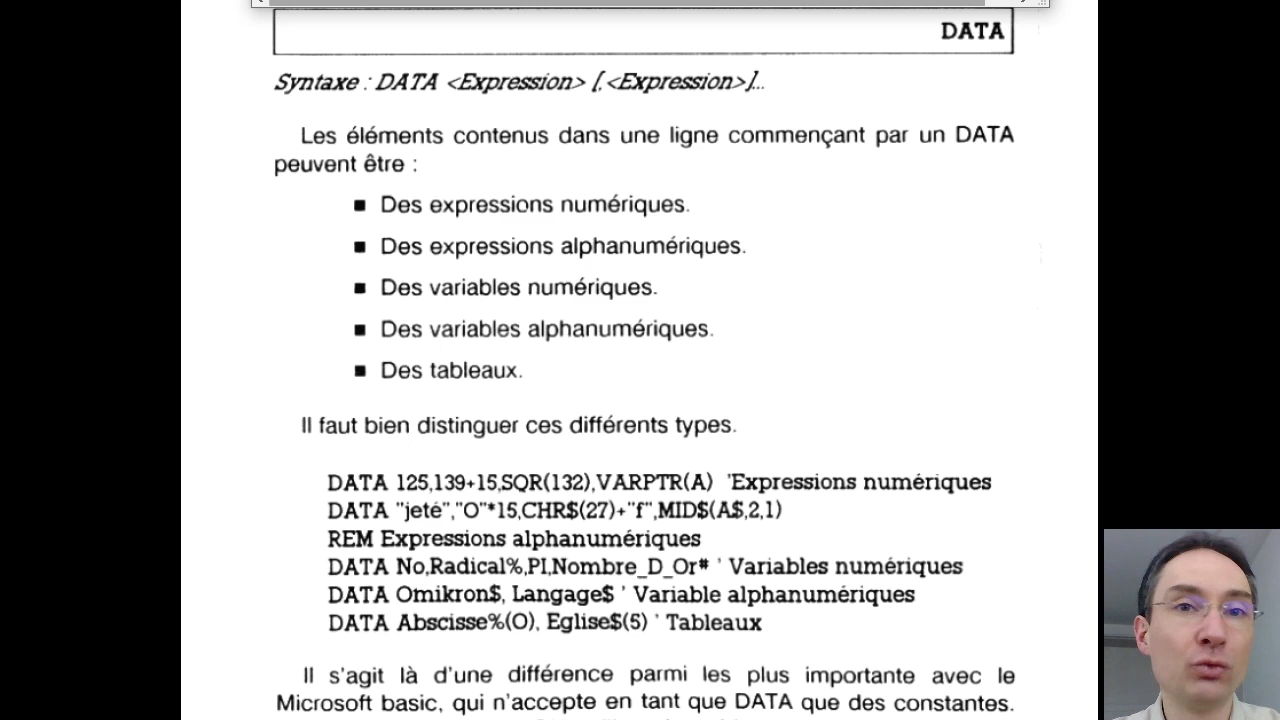 DATA
Syntaxe : DATA <Expression> [,<Expression>]...
Les éléments contenus dans une ligne commençant par un DATA
peuvent être :
■ Des expressions numériques.
■ Des expressions alphanumériques.
■ Des variables numériques.
■ Des variables alphanumériques.
■ Des tableaux.
Il faut bien distinguer ces différents types.
DATA 125,139+15,SQR(132),VARPTR(A) 'Expressions numériques
DATA "jeté","O"*15,CHR$(27)+"f",MID$(A$,2,1)
REM Expressions alphanumériques
DATA No,Radical%,PI,Nombre_D_Or# ' Variables numériques
DATA Omikron$, Langage$ ' Variable alphanumériques
DATA Abscisse%(O), Eglise$(5) ' Tableaux
Il s'agit là d'une différence parmi les plus importante avec le
Microsoft basic, qui n'accepte en tant que DATA que des constantes.